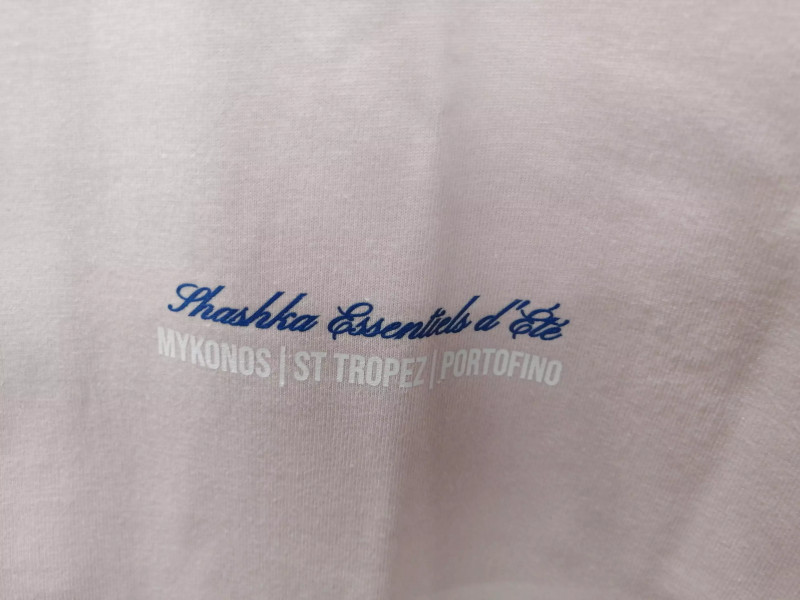 Shashka Essentiels d'Été
MYKONOS | ST TROPEZ | PORTOFINO